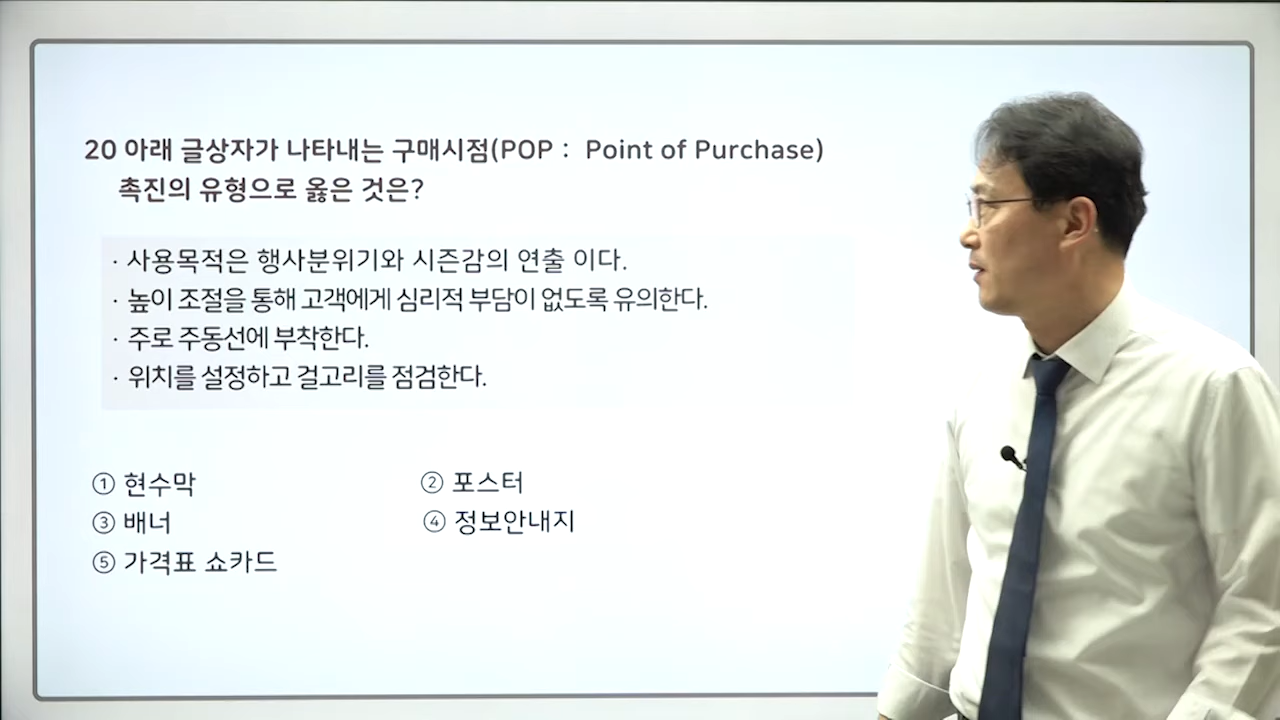 20 아래 글상자가 나타내는 구매시점(POP : Point of Purchase)
촉진의 유형으로 옳은 것은?
· 사용목적은 행사분위기와 시즌감의 연출 이다.
· 높이 조절을 통해 고객에게 심리적 부담이 없도록 유의한다.
· 주로 주동선에 부착한다.
· 위치를 설정하고 걸고리를 점검한다.
① 현수막 ② 포스터
③ 배너 ④ 정보안내지
⑤ 가격표 쇼카드